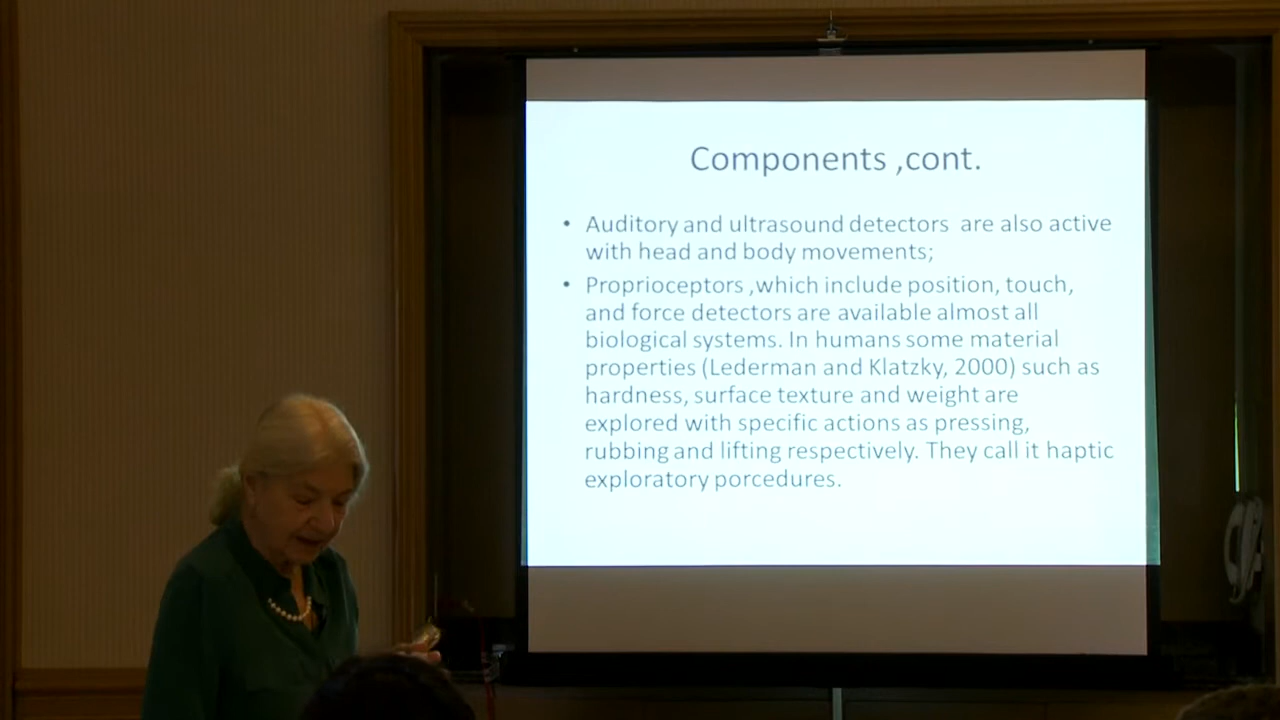 Components ,cont.
• Auditory and ultrasound detectors are also active
with head and body movements;
• Proprioceptors ,which include position, touch,
and force detectors are available almost all
biological systems. In humans some material
properties (Lederman and Klatzky, 2000) such as
hardness, surface texture and weight are
explored with specific actions as pressing,
rubbing and lifting respectively. They call it haptic
exploratory porcedures.